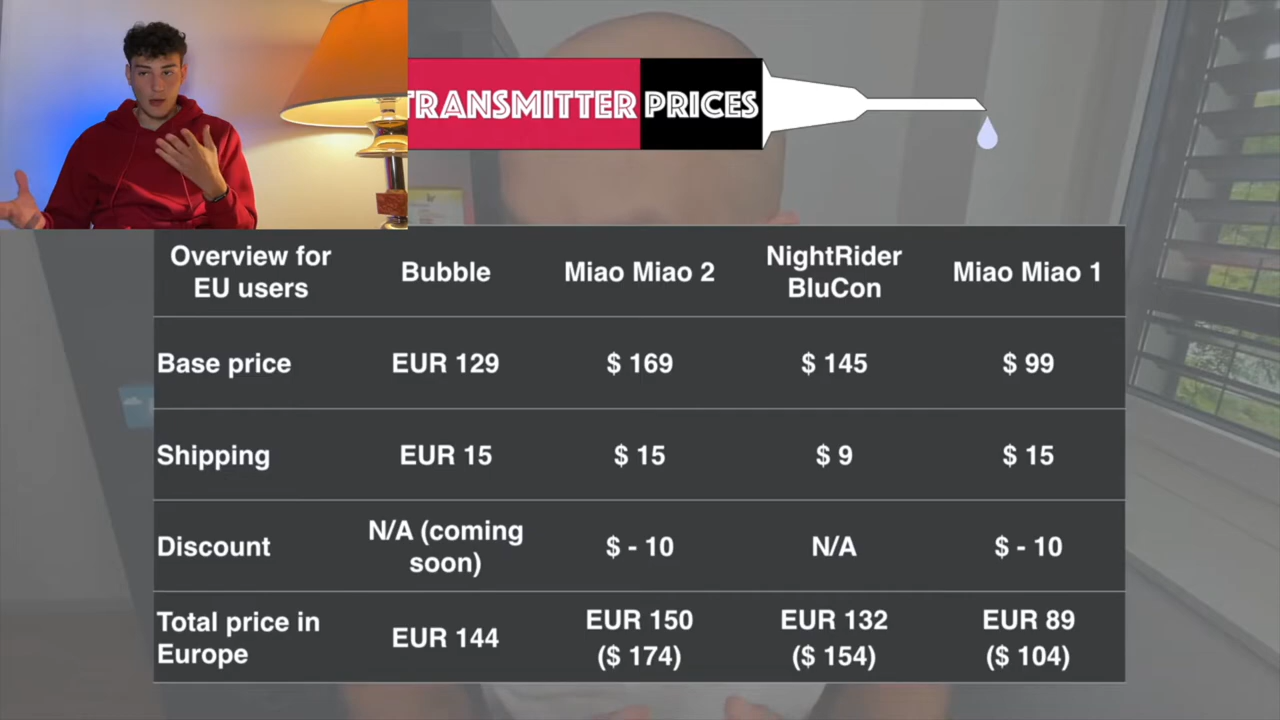 TRANSMITTER PRICES
Overview for
EU users
Bubble
Miao Miao 2
NightRider
BluCon
Miao Miao 1
Base price
EUR 129
$ 169
$ 145
$ 99
Shipping
EUR 15
$ 15
$ 9
$ 15
Discount
N/A (coming
soon)
$ - 10
N/A
$ - 10
Total price in
Europe
EUR 144
EUR 150
($ 174)
EUR 132
($ 154)
EUR 89
($ 104)